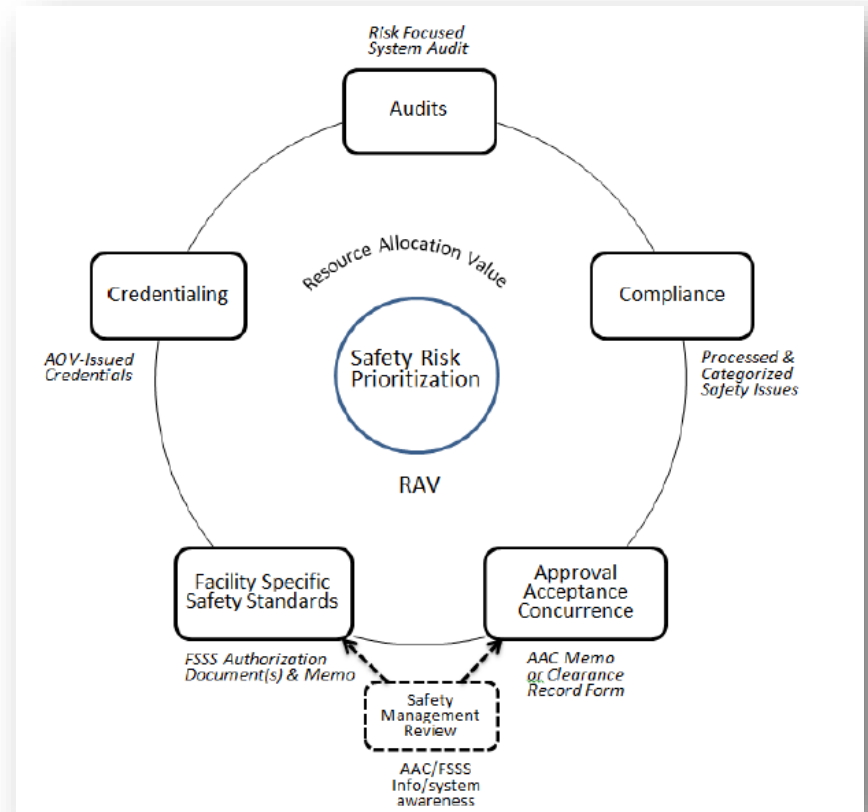 Risk Focused
System Audit
Audits
Resource Allocation Value
Credentialing
Compliance
AOV-Issued
Credentials
Safety Risk
Prioritization
Processed &
Categorized
Safety Issues
RAV
Facility Specific
Safety Standards
Approval
Acceptance
Concurrence
FSSS Authorization
Document(s) & Memo
AAC Memo
or Clearance
Record Form
Safety
Management
Review
AAC/FSSS
Info/system
awareness